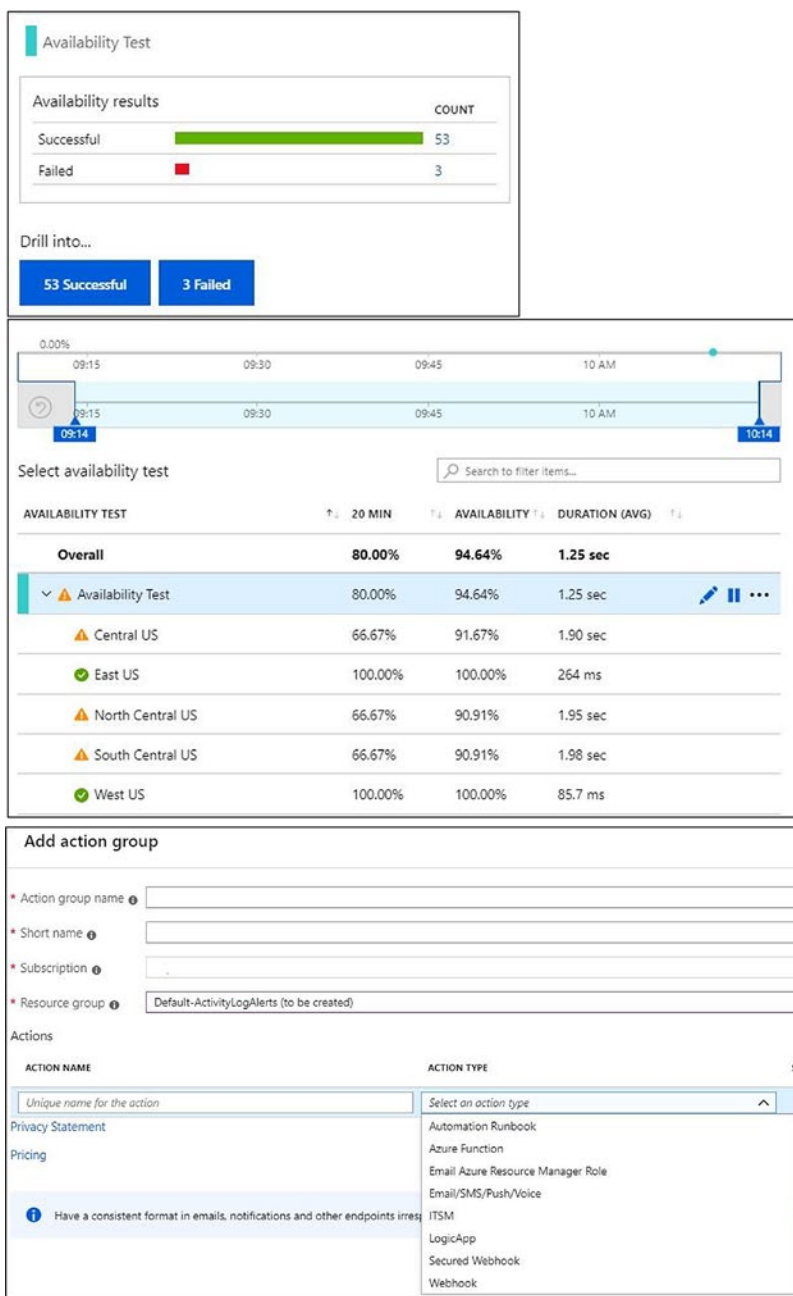 Availability Test
Availability results COUNT
Successful 53
Failed 3
Drill into...
53 Successful 3 Failed
0.00%
09:15 09:30 09:45 10 AM
09:15 09:30 09:45 10 AM
09:14 10:14
Select availability test Search to filter items...
AVAILABILITY TEST 20 MIN AVAILABILITY DURATION (AVG)
Overall 80.00% 94.64% 1.25 sec
Availability Test 80.00% 94.64% 1.25 sec
Central US 66.67% 91.67% 1.90 sec
East US 100.00% 100.00% 264 ms
North Central US 66.67% 90.91% 1.95 sec
South Central US 66.67% 90.91% 1.98 sec
West US 100.00% 100.00% 85.7 ms
Add action group
* Action group name
* Short name
* Subscription
* Resource group Default-ActivityLogAlerts (to be created)
Actions
ACTION NAME ACTION TYPE
Unique name for the action Select an action type
Privacy Statement Automation Runbook
Azure Function
Pricing
Email Azure Resource Manager Role
Email/SMS/Push/Voice
Have a consistent format in emails, notifications and other endpoints ITSM
LogicApp
Secured Webhook
Webhook